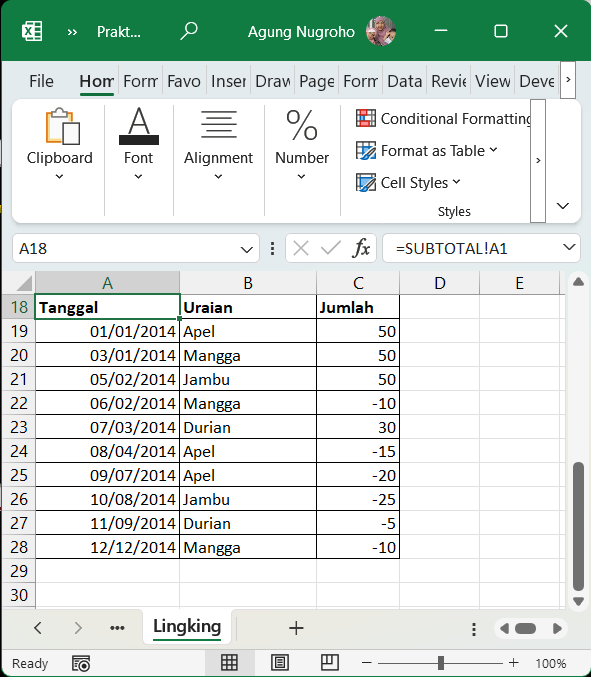 » Prakt... Agung Nugroho
File Hom Form Favo Inser Draw Page Form Data Revie View Deve
Clipboard Font Alignment Number
Conditional Formatting
Format as Table
Cell Styles
Styles
A18 fx =SUBTOTAL!A1
A B C D E
18 Tanggal Uraian Jumlah
19 01/01/2014 Apel 50
20 03/01/2014 Mangga 50
21 05/02/2014 Jambu 50
22 06/02/2014 Mangga -10
23 07/03/2014 Durian 30
24 08/04/2014 Apel -15
25 09/07/2014 Apel -20
26 10/08/2014 Jambu -25
27 11/09/2014 Durian -5
28 12/12/2014 Mangga -10
29
30
... Lingking +
Ready 100%